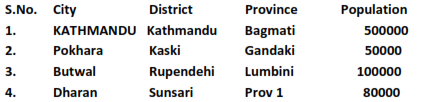 S.No. City District Province Population
1. KATHMANDU Kathmandu Bagmati 500000
2. Pokhara Kaski Gandaki 50000
3. Butwal Rupendehi Lumbini 100000
4. Dharan Sunsari Prov 1 80000